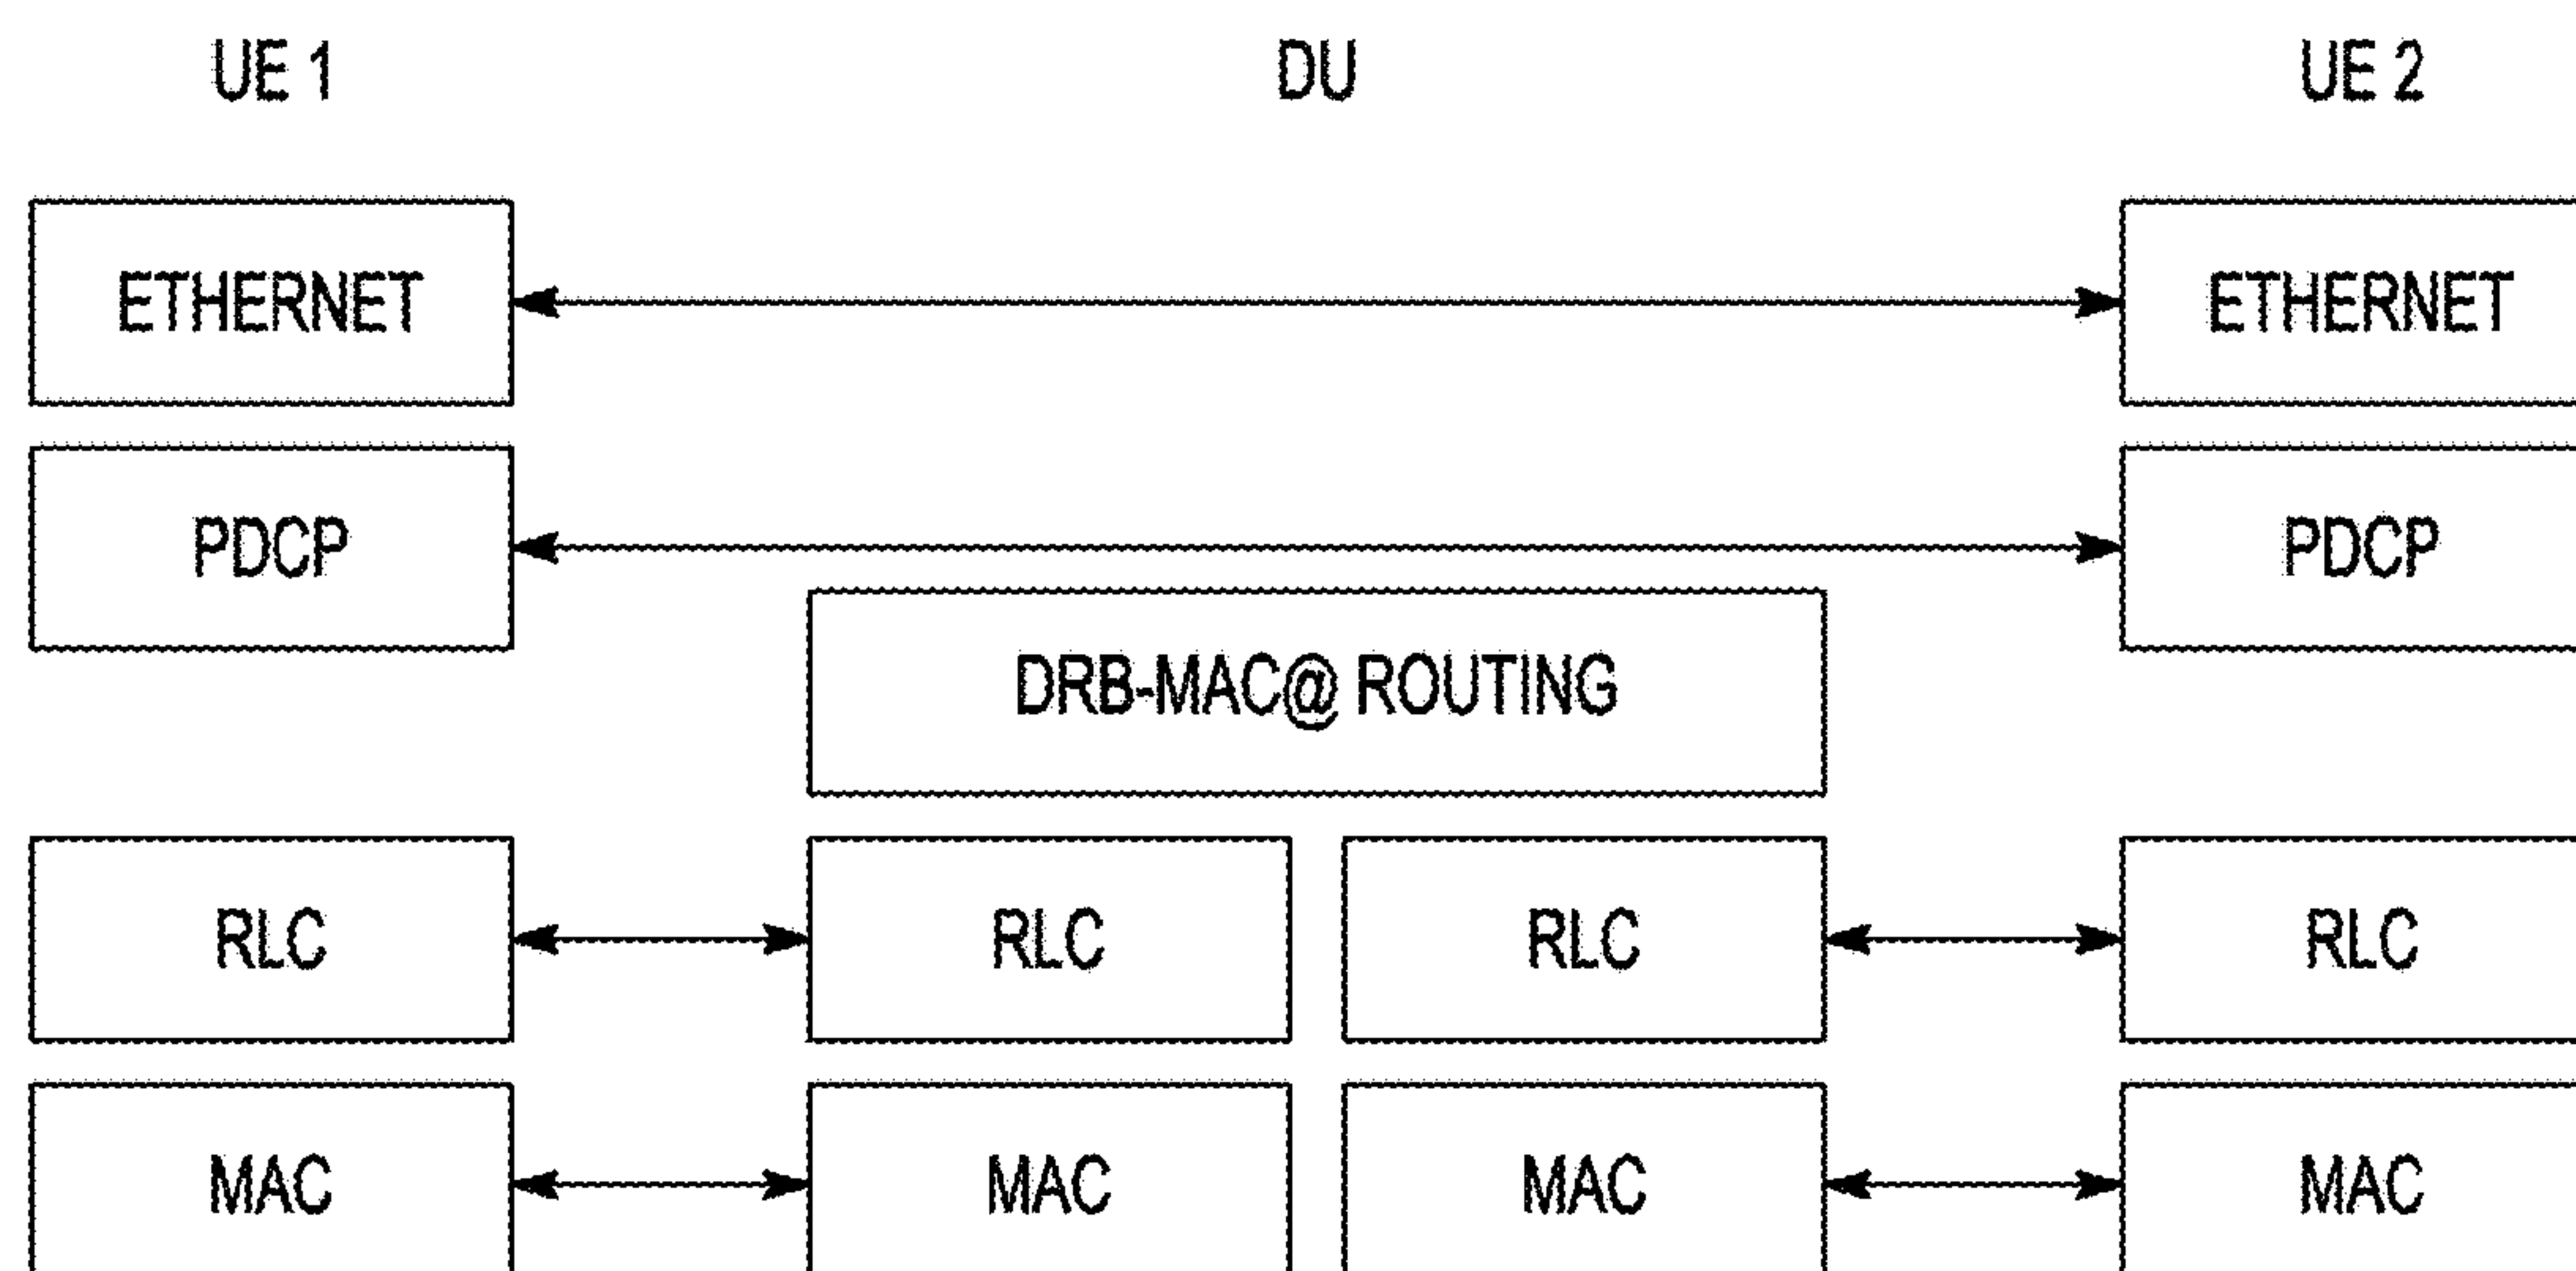 UE 1 DU UE 2
ETHERNET ETHERNET
PDCP PDCP
DRB-MAC@ ROUTING
RLC RLC RLC RLC
MAC MAC MAC MAC